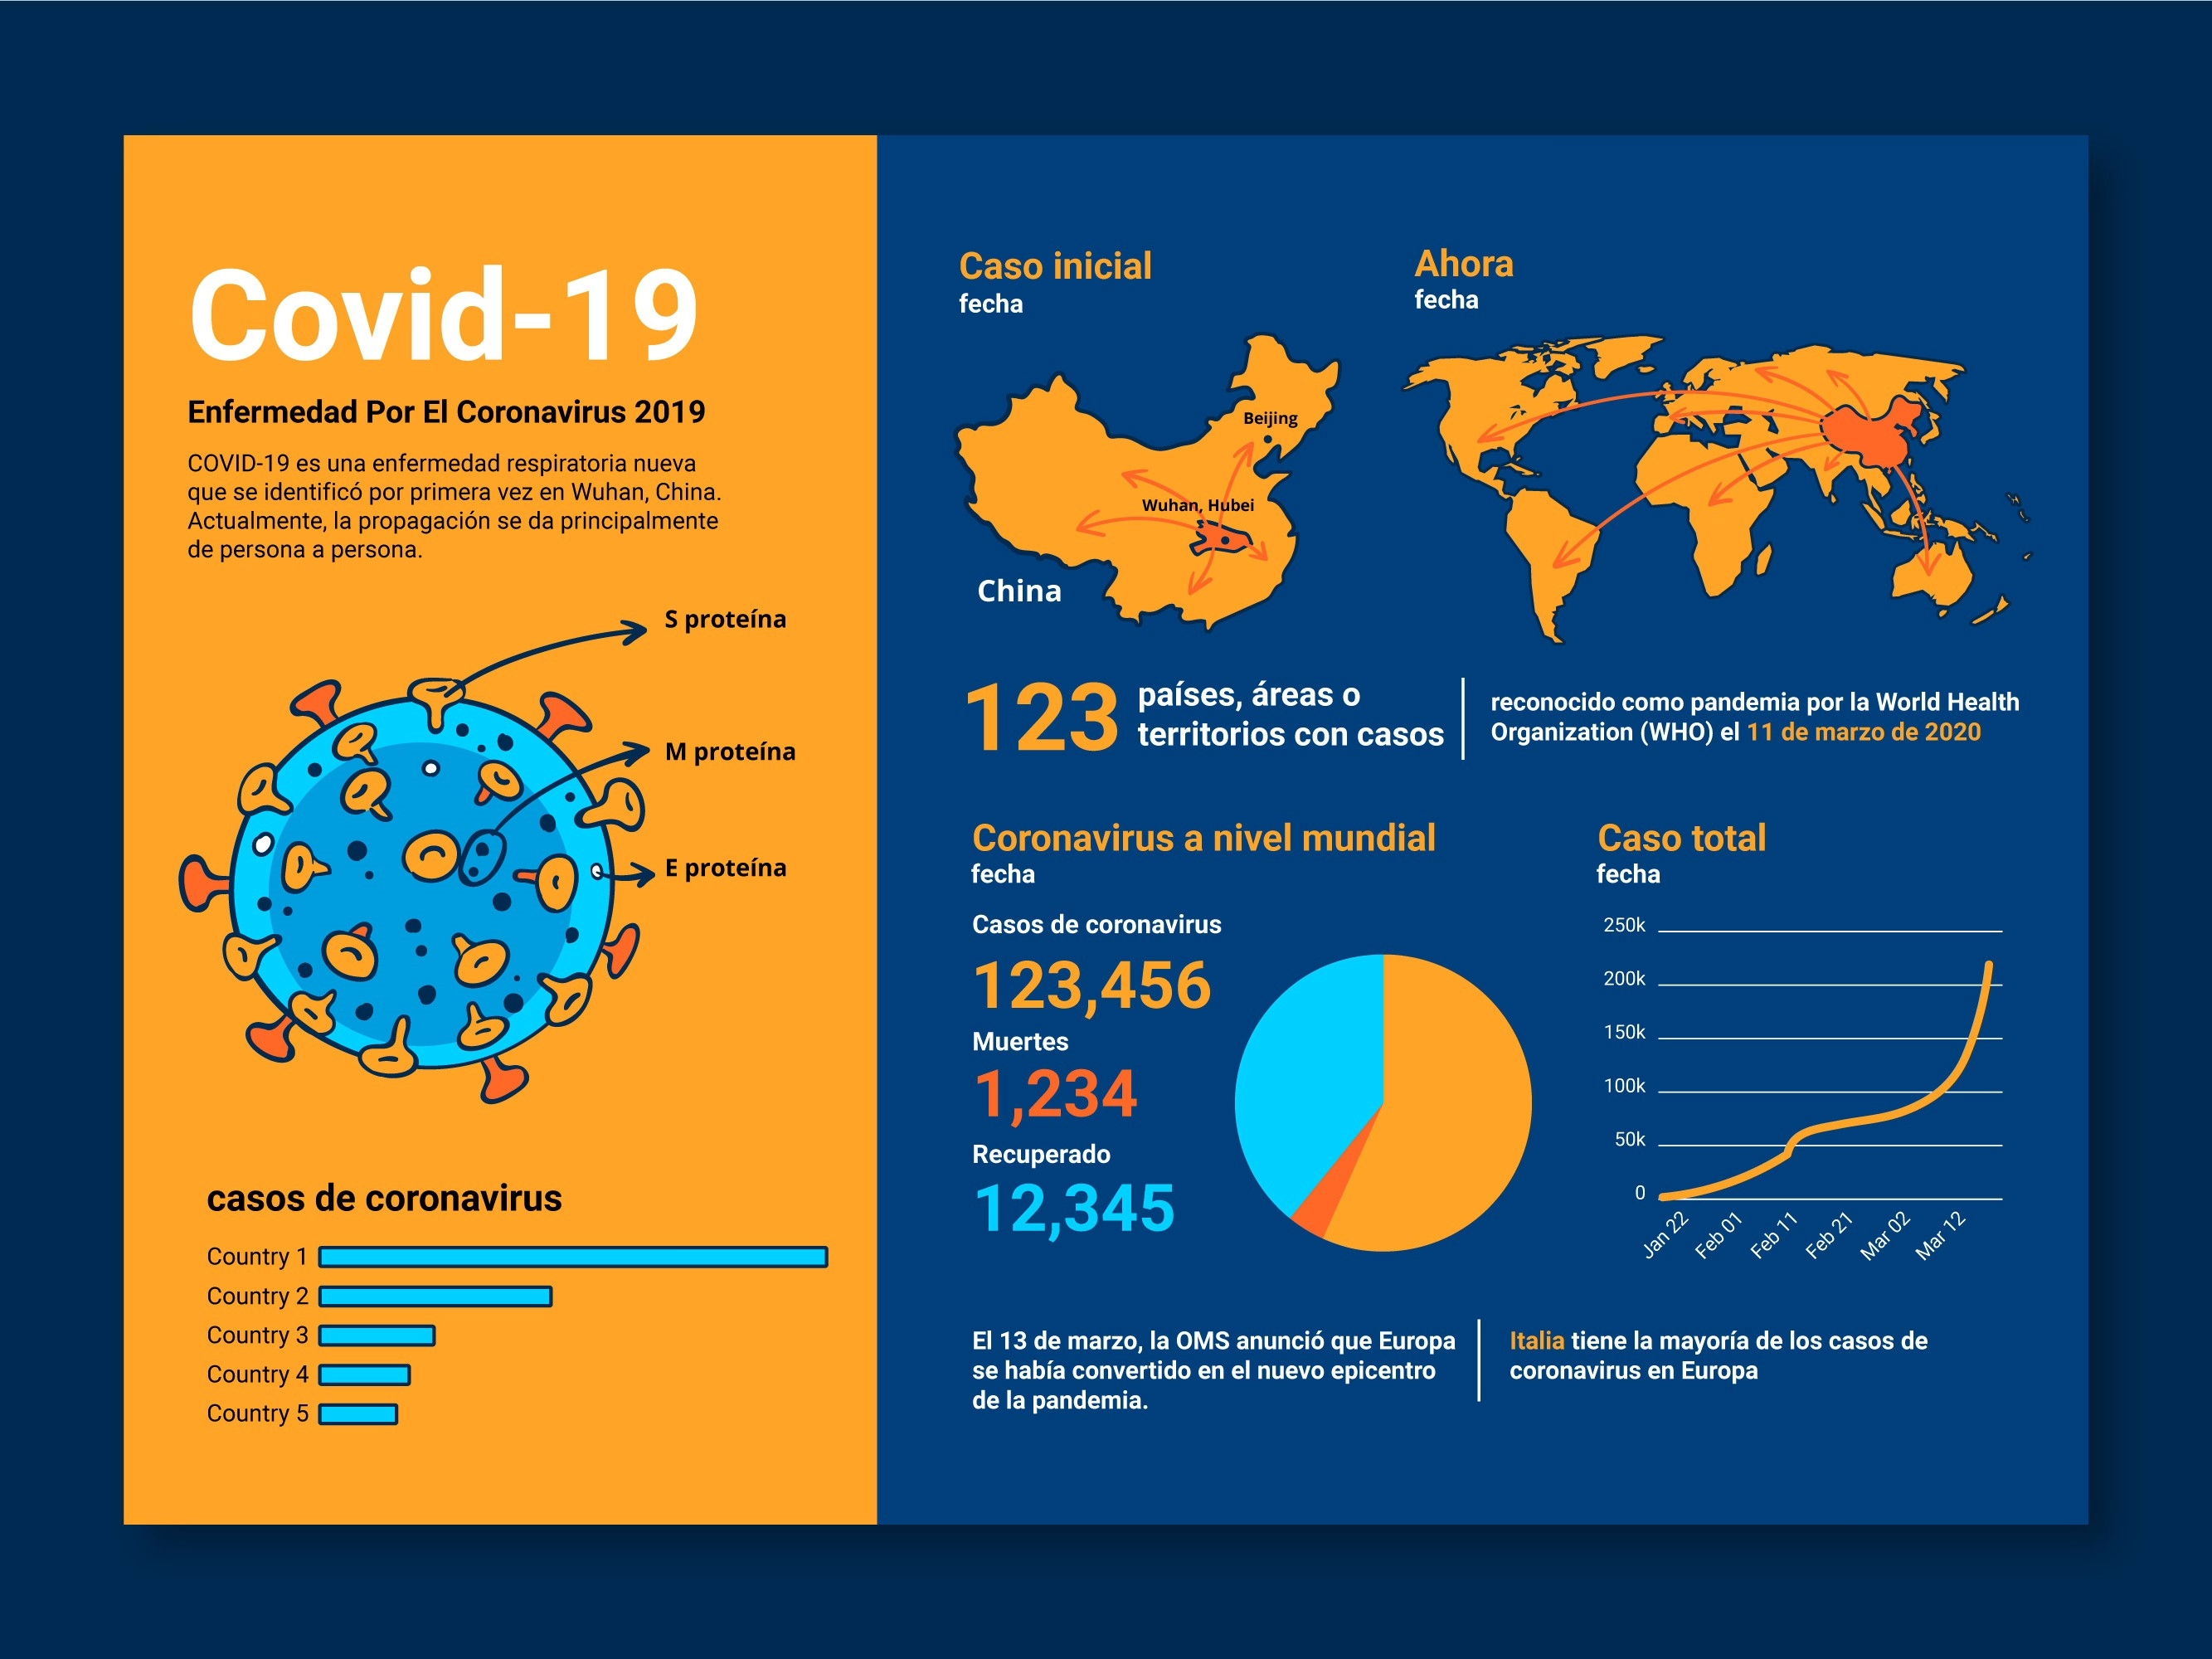 Covid-19
Enfermedad Por El Coronavirus 2019
COVID-19 es una enfermedad respiratoria nueva
que se identificó por primera vez en Wuhan, China.
Actualmente, la propagación se da principalmente
de persona a persona.
S proteína
M proteína
E proteína
casos de coronavirus
Country 1
Country 2
Country 3
Country 4
Country 5
Caso inicial
fecha
Beijing
Wuhan, Hubei
China
Ahora
fecha
123
países, áreas o
territorios con casos
reconocido como pandemia por la World Health
Organization (WHO) el 11 de marzo de 2020
Coronavirus a nivel mundial
fecha
Casos de coronavirus
123,456
Muertes
1,234
Recuperado
12,345
Caso total
fecha
250k
200k
150k
100k
50k
0
Jan 22
Feb 01
Feb 11
Feb 21
Mar 02
Mar 12
El 13 de marzo, la OMS anunció que Europa
se había convertido en el nuevo epicentro
de la pandemia.
Italia tiene la mayoría de los casos de
coronavirus en Europa